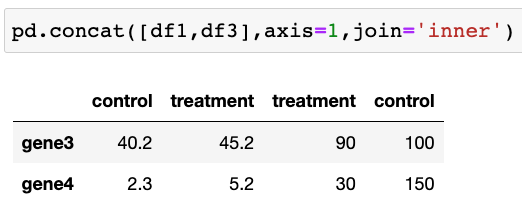 pd.concat([df1,df3],axis=1,join='inner')
control treatment treatment control
gene3 40.2 45.2 90 100
gene4 2.3 5.2 30 150